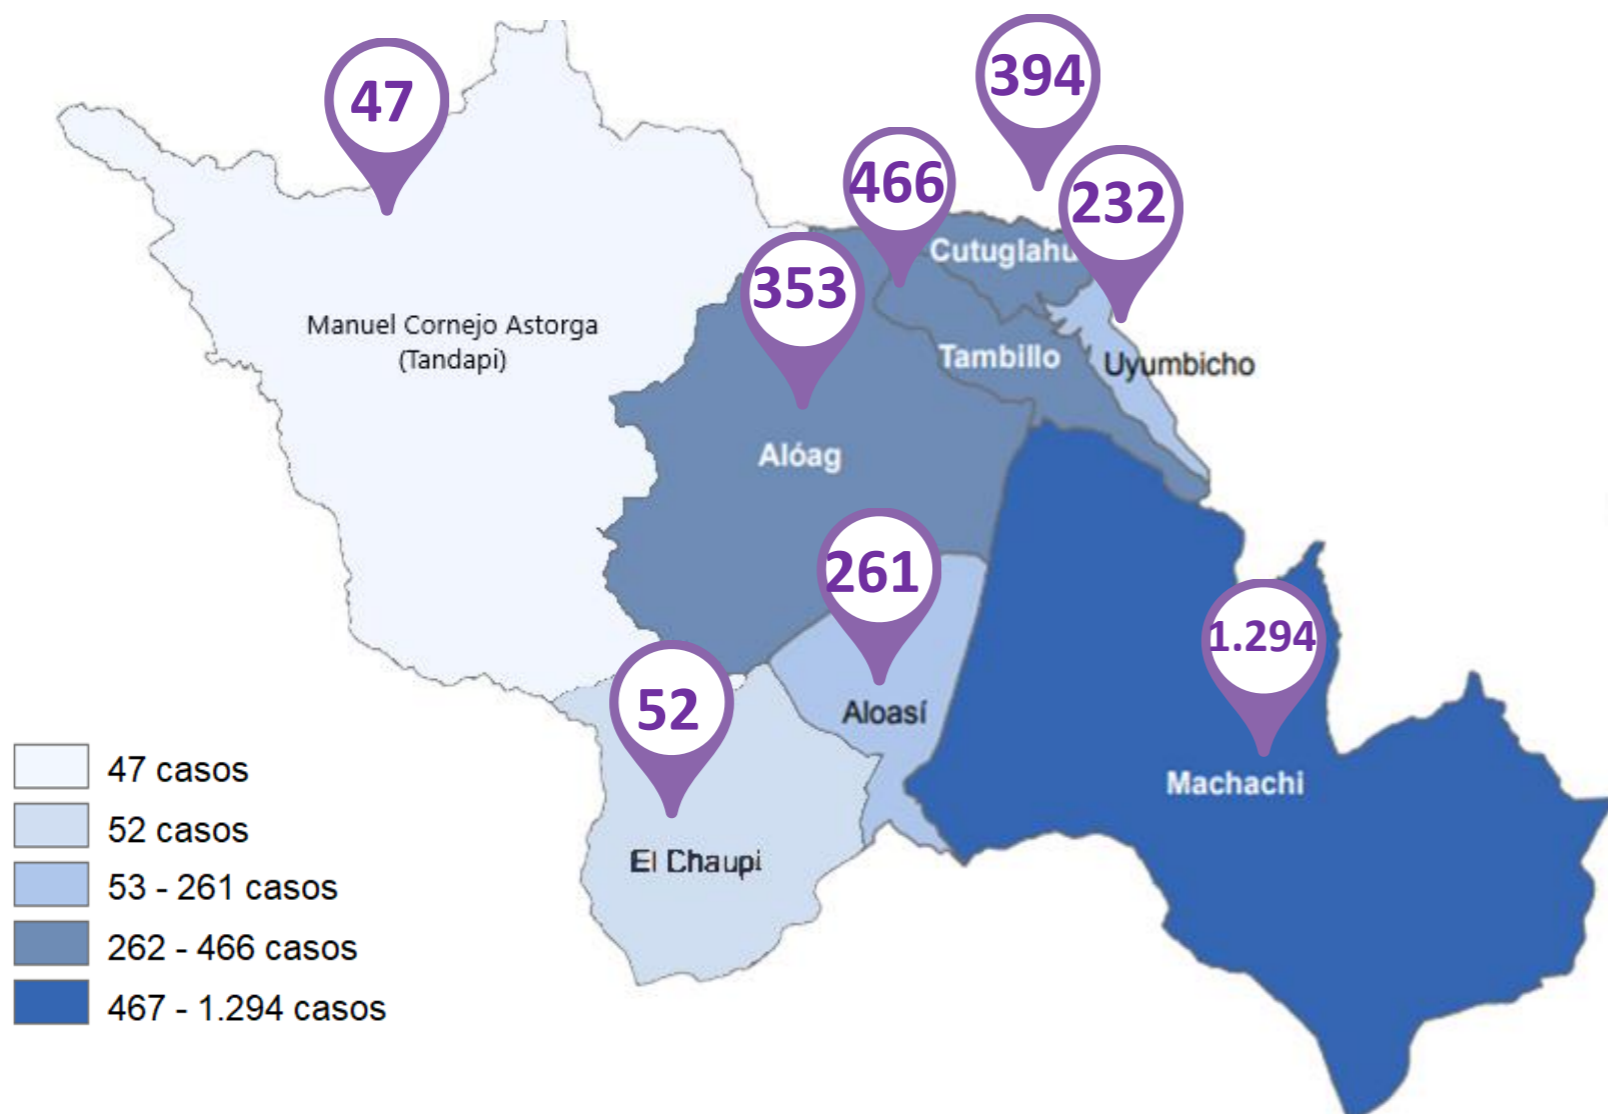 394
47
466
232
Cutuglahu
353
Manuel Cornejo Astorga
(Tandapi)
Tambillo
Uyumbicho
Alóag
261
1.294
52
Aloasí
Machachi
El Chaupi
47 casos
52 casos
53 - 261 casos
262 - 466 casos
467 - 1.294 casos